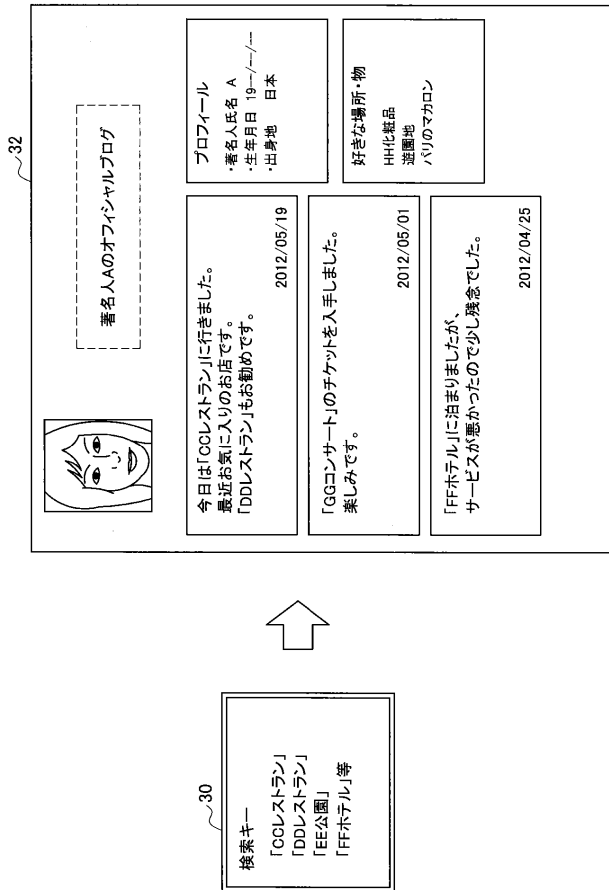 30
検索キー
「CCレストラン」
「DDレストラン」
「EE公園」
「FFホテル」等
32
著名人Aのオフィシャルブログ
今日は「CCレストラン」に行きました。
最近お気に入りのお店です。
「DDレストラン」もお勧めです。
2012/05/19
「GGコンサート」のチケットを入手しました。
楽しみです。
2012/05/01
「FFホテル」に泊まりましたが、
サービスが悪かったので少し残念でした。
2012/04/25
プロフィール
・著名人氏名 A
・生年月日 19--/--/--
・出身地 日本
好きな場所・物
HH化粧品
遊園地
パリのマカロン